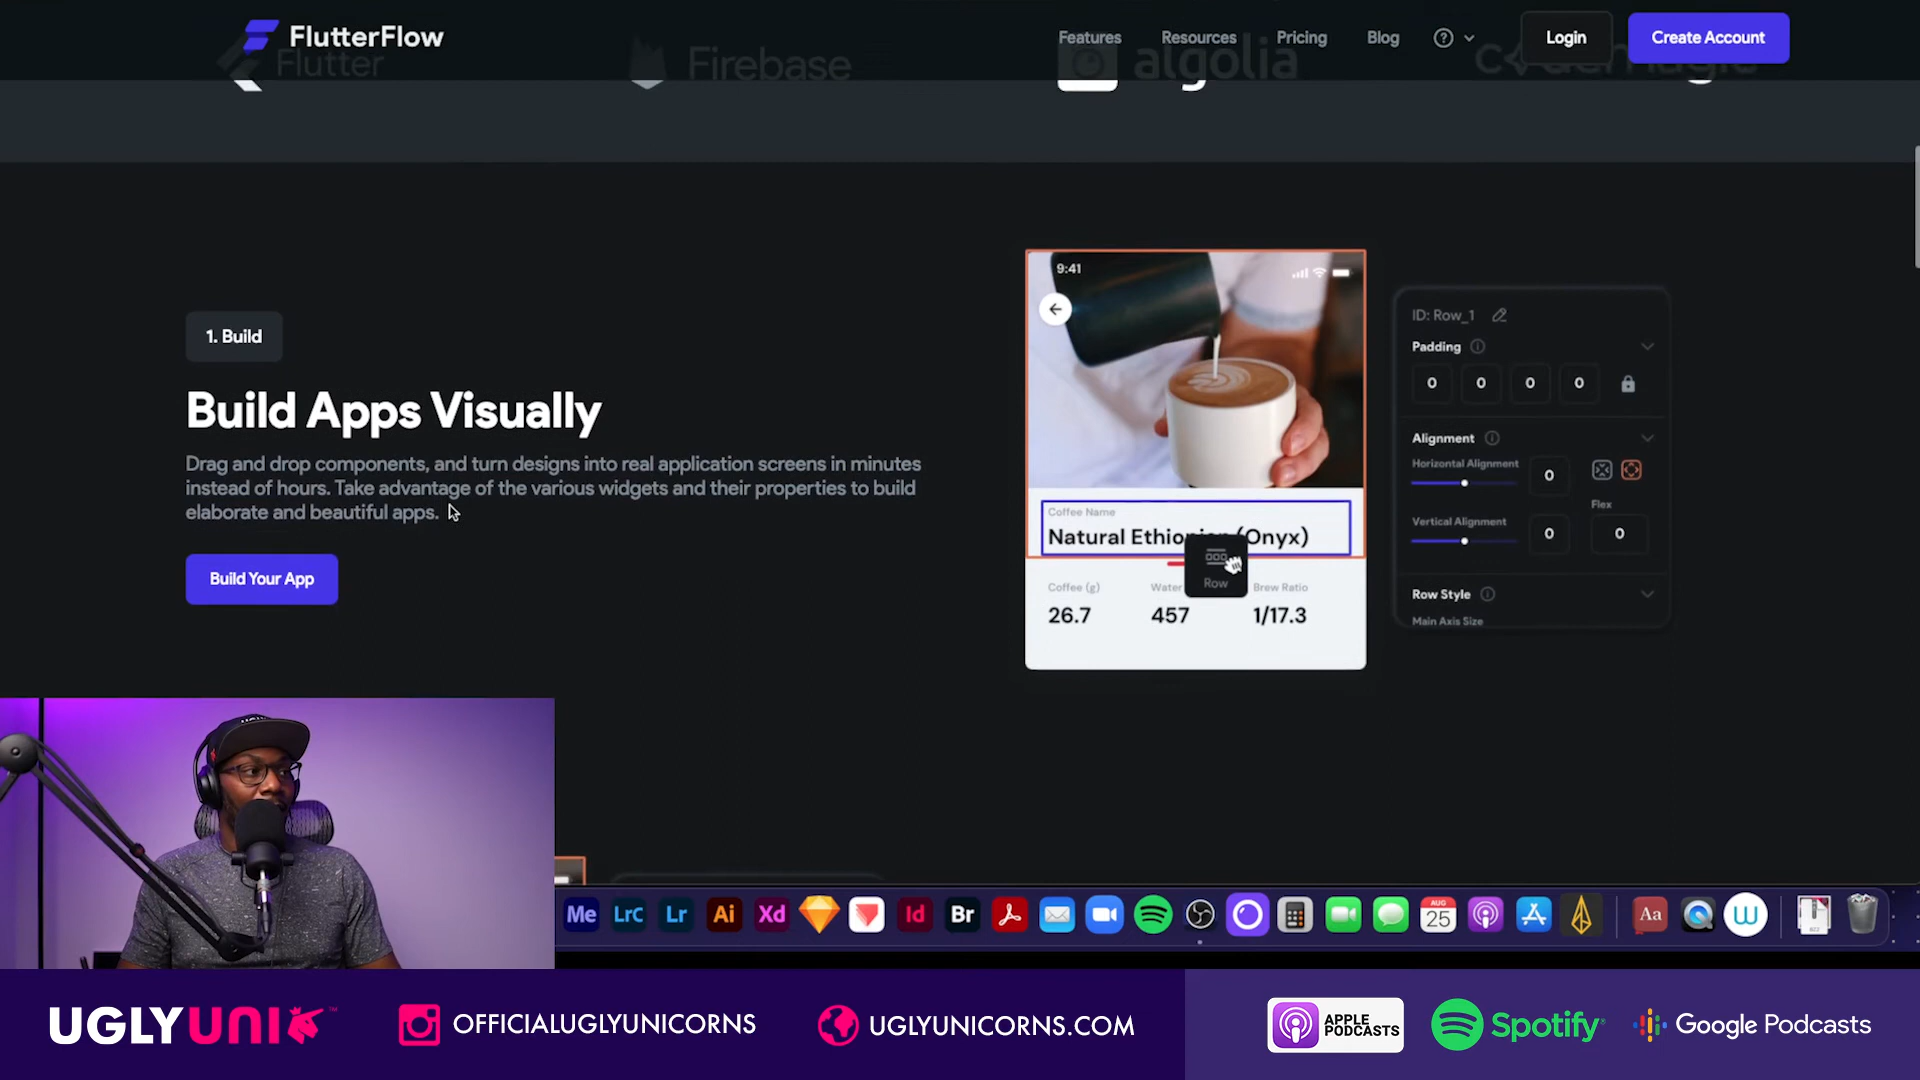 FlutterFlow
Features
Resources
Pricing
Blog
Login
Create Account
Flutter
Firebase
algolia
1. Build
Build Apps Visually
Drag and drop components, and turn designs into real application screens in minutes
instead of hours. Take advantage of the various widgets and their properties to build
elaborate and beautiful apps.
Build Your App
9:41
Coffee Name
Natural Ethiopian (Onyx)
Row
Coffee (g)
Water
Brew Ratio
26.7
457
1/17.3
ID: Row_1
Padding
0
0
0
0
Alignment
Horizontal Alignment
0
Flex
Vertical Alignment
0
0
Row Style
Main Axis Size
Me
LrC
Lr
Ai
Xd
Id
Br
AUG
25
Aa
W
UGLYUNI
OFFICIALUGLYUNICORNS
UGLYUNICORNS.COM
APPLE
PODCASTS
Spotify
Google Podcasts